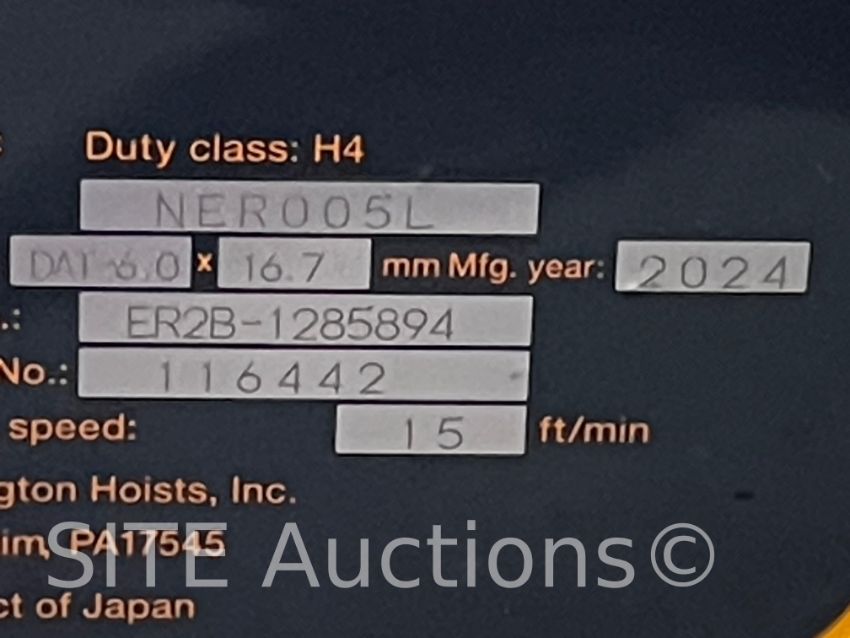 Duty class: H4
NER005L
DAT-6.0 x 16.7 mm Mfg. year: 2024
.: ER2B-1285894
No.: 116442
speed: 15 ft/min
gton Hoists, Inc.
im, PA17545
SITE Auctions©
ct of Japan